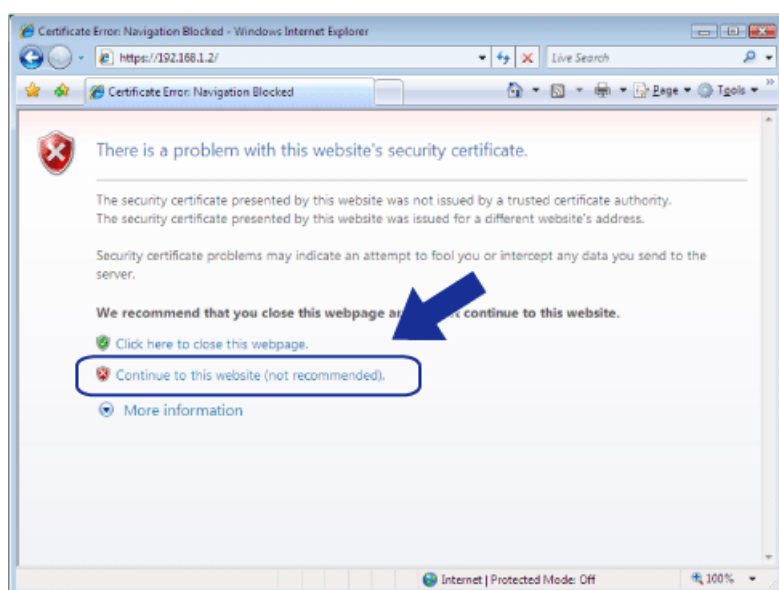 Certificate Error: Navigation Blocked - Windows Internet Explorer
https://192.168.1.2/
Live Search
Certificate Error: Navigation Blocked
Page
Tools
There is a problem with this website's security certificate.
The security certificate presented by this website was not issued by a trusted certificate authority.
The security certificate presented by this website was issued for a different website's address.
Security certificate problems may indicate an attempt to fool you or intercept any data you send to the
server.
We recommend that you close this webpage continue to this website.
Click here to close this webpage.
Continue to this website (not recommended).
More information
Internet | Protected Mode: Off
100%